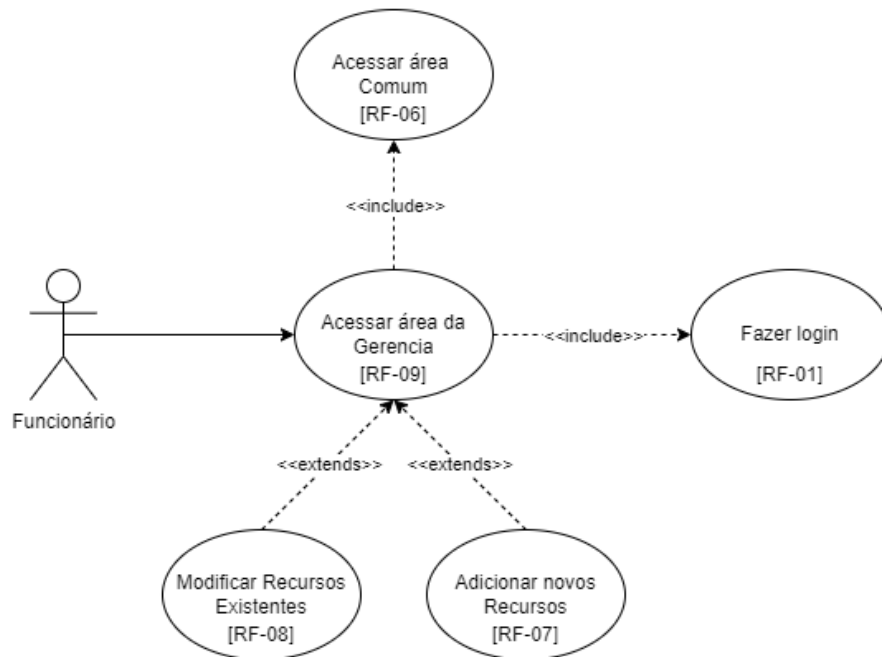 Acessar área
Comum
[RF-06]
<<include>>
Acessar área da
Gerencia
[RF-09]
<<include>>
Fazer login
[RF-01]
Funcionário
<<extends>>
<<extends>>
Modificar Recursos
Existentes
[RF-08]
Adicionar novos
Recursos
[RF-07]